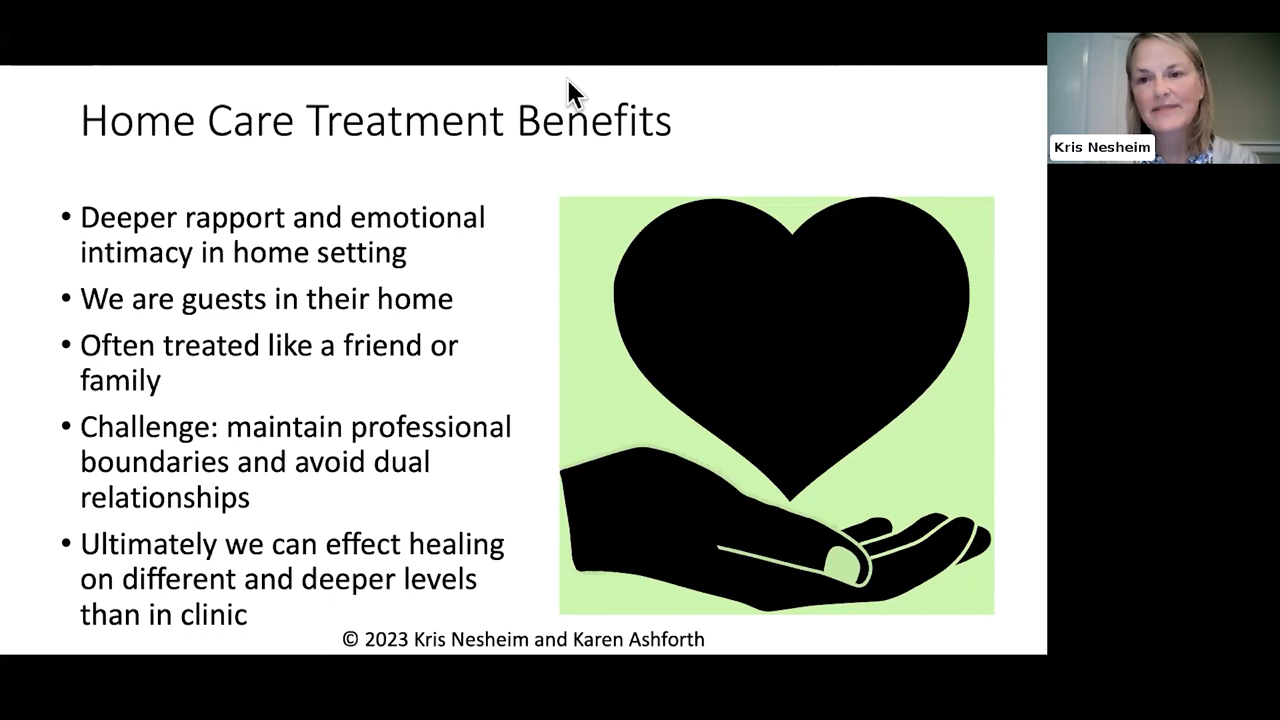 Home Care Treatment Benefits
Kris Nesheim
• Deeper rapport and emotional
intimacy in home setting
• We are guests in their home
• Often treated like a friend or
family
• Challenge: maintain professional
boundaries and avoid dual
relationships
• Ultimately we can effect healing
on different and deeper levels
than in clinic
© 2023 Kris Nesheim and Karen Ashforth